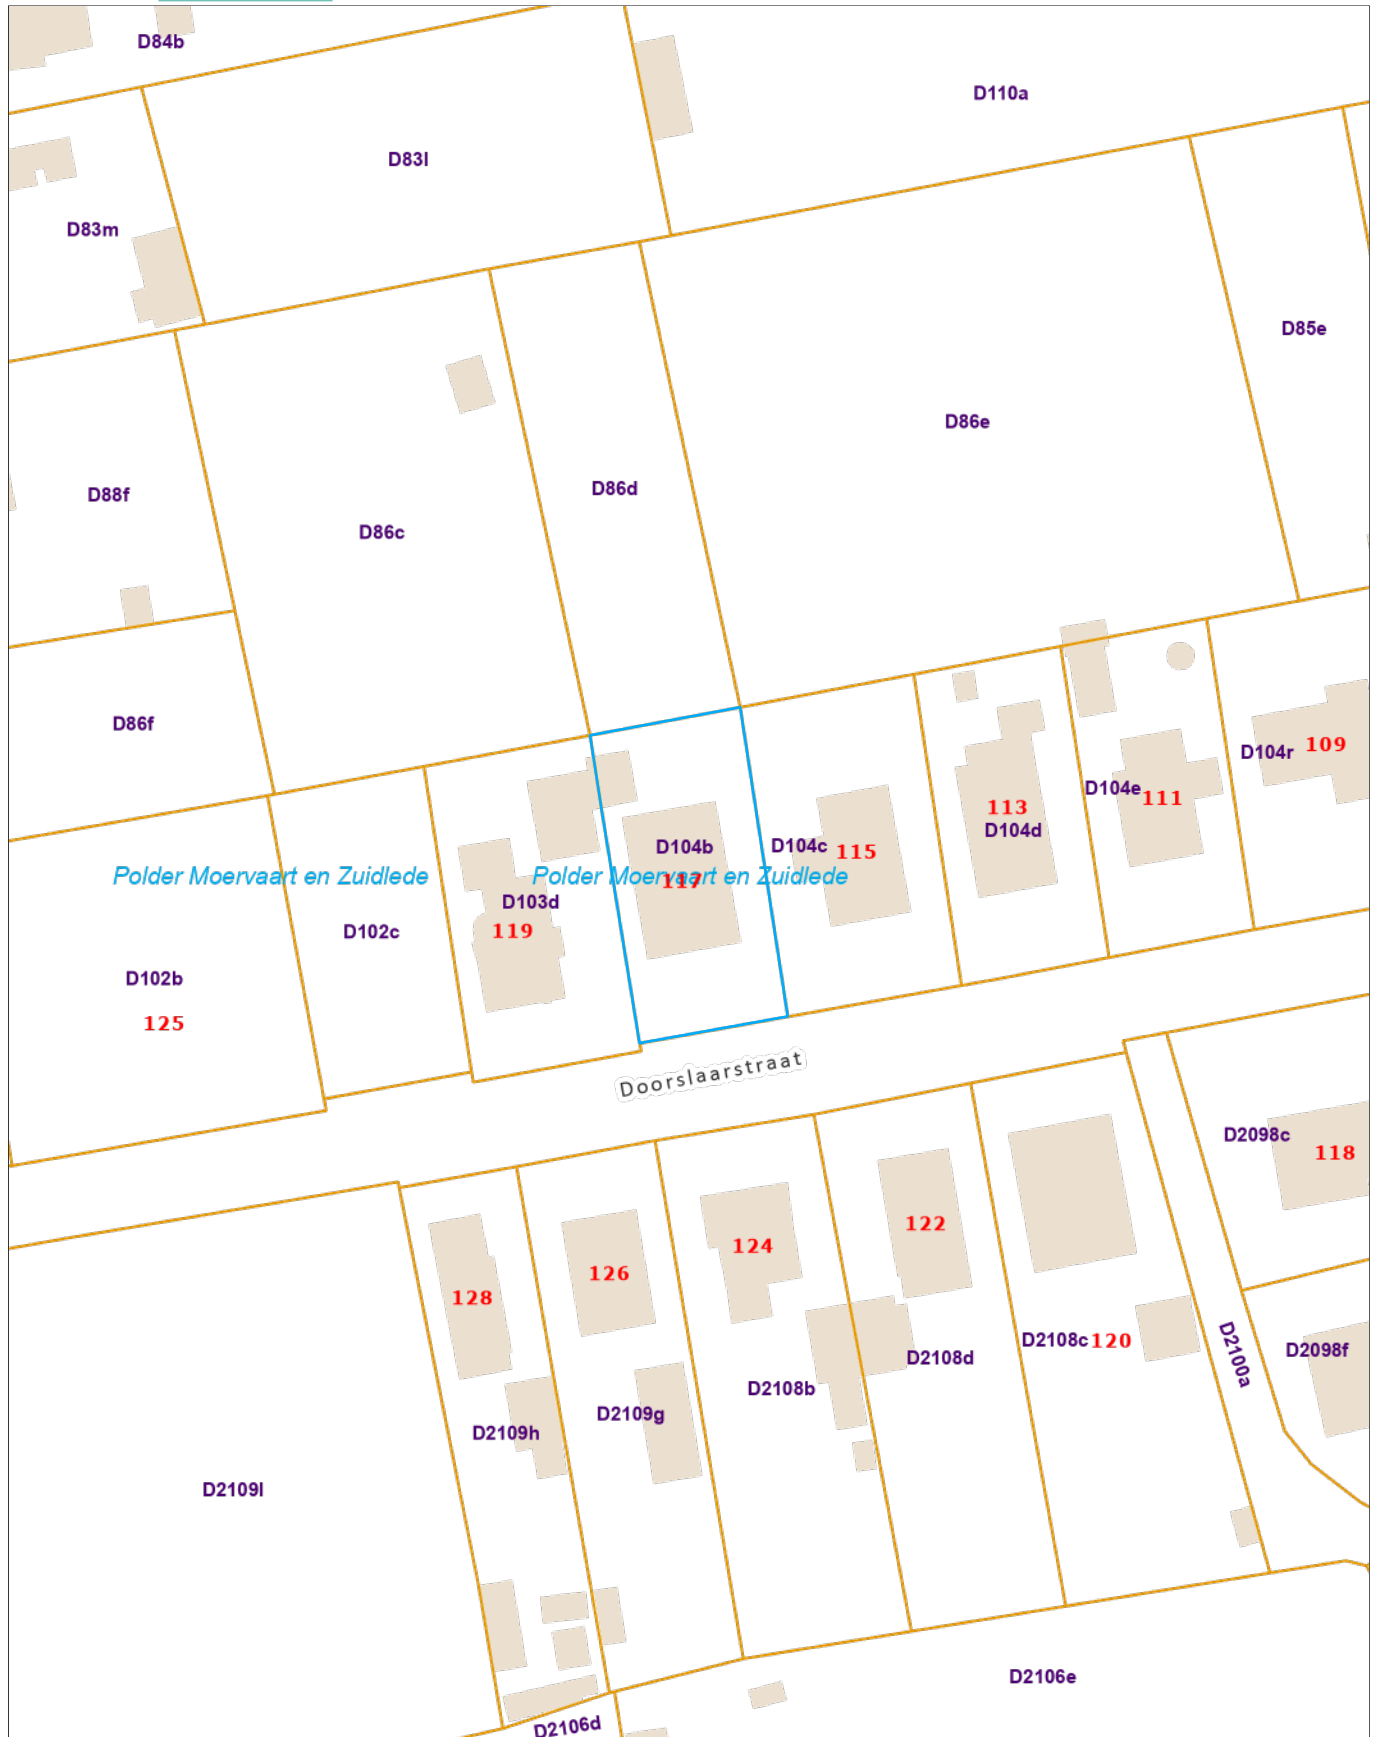 D84b
D110a
D83l
D83m
D85e
D86e
D86d
D88f
D86c
D86f
109
D104r
D104e
111
113
D104d
D104b
D104c
115
Polder Moervaart en Zuidlede
Polder Moervaart en Zuidlede
117
D103d
119
D102c
D102b
125
Doorslaarstraat
D2098c
118
122
124
126
128
D2108c
120
D2100a
D2098f
D2108d
D2108b
D2109g
D2109h
D2109l
D2106e
D2106d